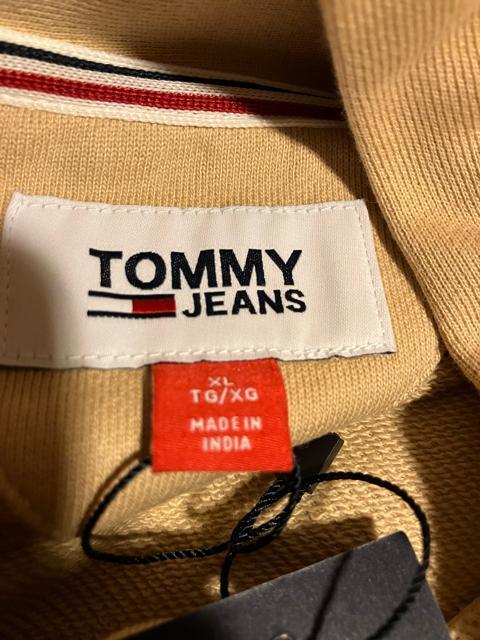 TOMMY
JEANS
XL
TG/XG
MADE IN
INDIA